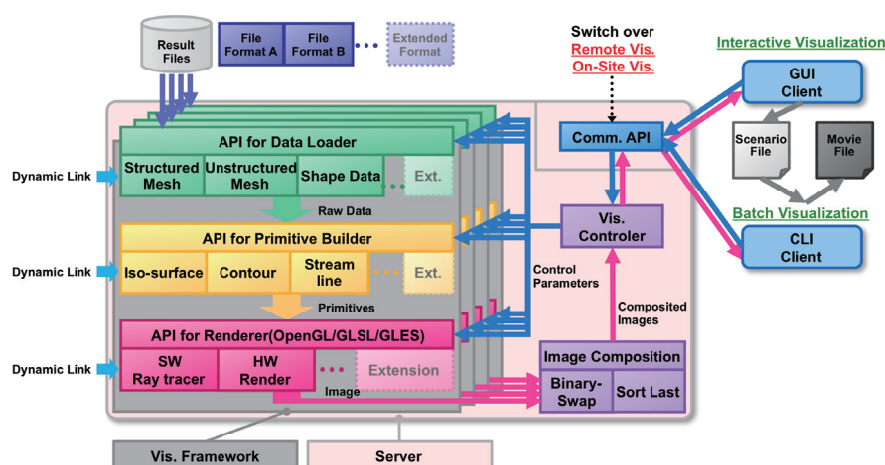 Result
Files
File
Format A
File
Format B
Extended
Format
Switch over
Remote Vis.
On-Site Vis.
Interactive Visualization
GUI
Client
Comm. API
Scenario
File
Movie
File
Batch Visualization
CLI
Client
API for Data Loader
Dynamic Link
Structured
Mesh
Unstructured
Mesh
Shape Data
Ext.
Raw Data
Vis.
Controler
API for Primitive Builder
Dynamic Link
Iso-surface
Contour
Stream
line
Ext.
Control
Parameters
Primitives
Composited
Images
API for Renderer(OpenGL/GLSL/GLES)
Dynamic Link
SW
Ray tracer
HW
Render
Extension
Image
Image Composition
Binary-
Swap
Sort Last
Vis. Framework
Server